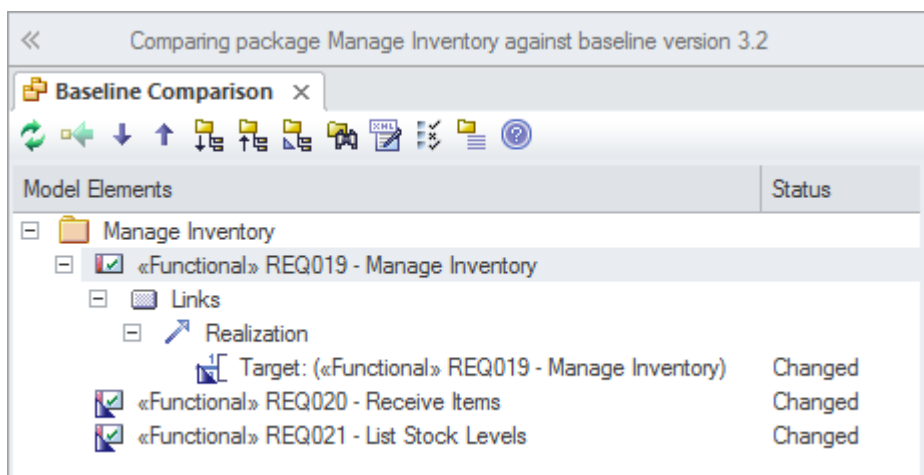 Comparing package Manage Inventory against baseline version 3.2
Baseline Comparison
Model Elements Status
Manage Inventory
«Functional» REQ019 - Manage Inventory
Links
Realization
Target: («Functional» REQ019 - Manage Inventory) Changed
«Functional» REQ020 - Receive Items Changed
«Functional» REQ021 - List Stock Levels Changed